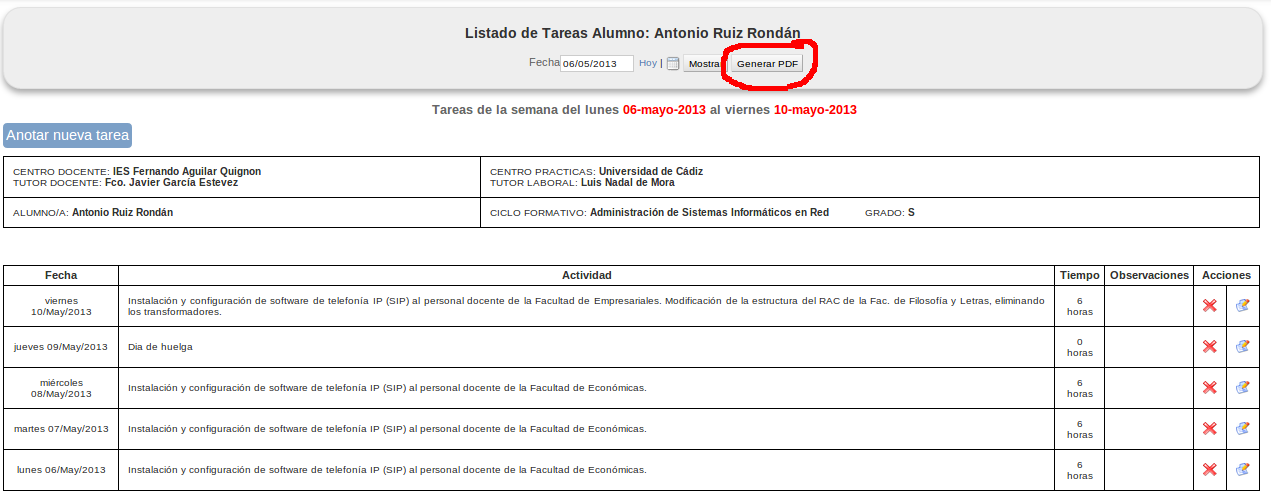 Listado de Tareas Alumno: Antonio Ruiz Rondán
Fecha 06/05/2013 Hoy | Mostrar Generar PDF
Tareas de la semana del lunes 06-mayo-2013 al viernes 10-mayo-2013
Anotar nueva tarea
CENTRO DOCENTE: IES Fernando Aguilar Quignon
TUTOR DOCENTE: Fco. Javier García Estevez
CENTRO PRACTICAS: Universidad de Cádiz
TUTOR LABORAL: Luis Nadal de Mora
ALUMNO/A: Antonio Ruiz Rondán
CICLO FORMATIVO: Administración de Sistemas Informáticos en Red GRADO: S
Fecha Actividad Tiempo Observaciones Acciones
viernes
10/May/2013
Instalación y configuración de software de telefonía IP (SIP) al personal docente de la Facultad de Empresariales. Modificación de la estructura del RAC de la Fac. de Filosofía y Letras, eliminando
los transformadores.
6
horas
jueves 09/May/2013
Dia de huelga
0
horas
miércoles
08/May/2013
Instalación y configuración de software de telefonía IP (SIP) al personal docente de la Facultad de Económicas.
6
horas
martes 07/May/2013
Instalación y configuración de software de telefonía IP (SIP) al personal docente de la Facultad de Económicas.
6
horas
lunes 06/May/2013
Instalación y configuración de software de telefonía IP (SIP) al personal docente de la Facultad de Económicas.
6
horas